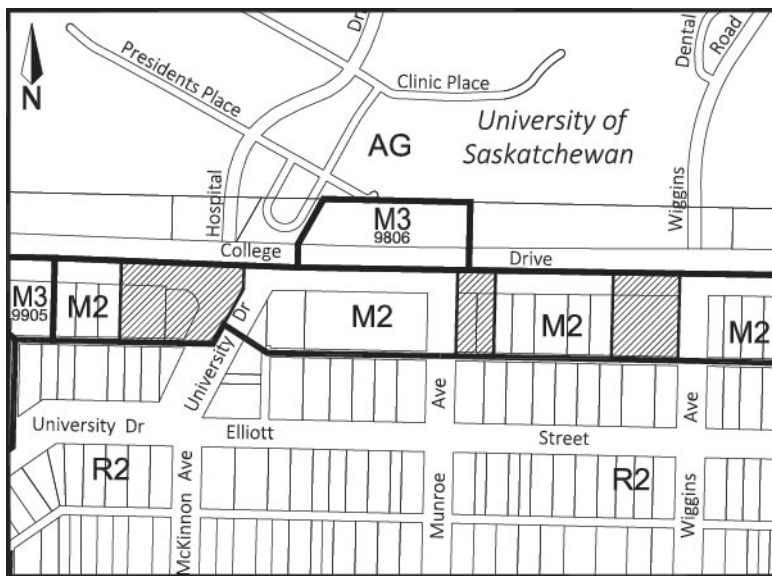 Dr
Dental
Road
Presidents Place
Clinic Place
N
University of
Saskatchewan
AG
Hospital
Wiggins
M3
9806
College
Drive
M3
9905
M2
University Dr
M2
M2
M2
University Dr
Elliott
Ave
Street
Ave
R2
McKinnon Ave
Munroe
R2
Wiggins